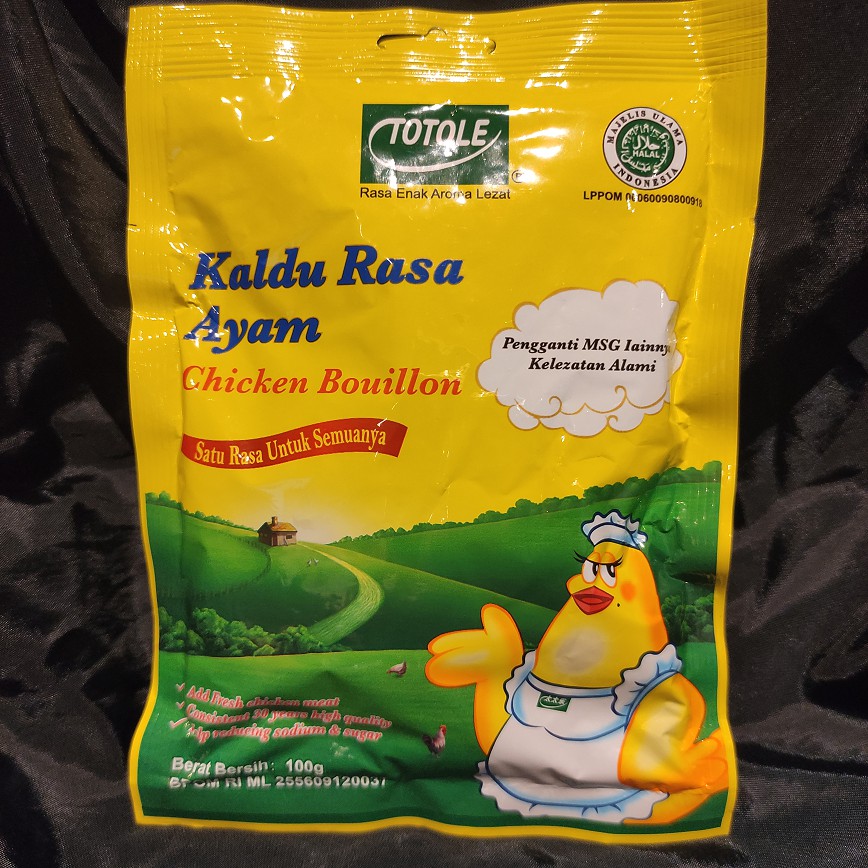 TOTOLE
Rasa Enak Aroma Lezat
MAJELIS ULAMA
حلال
HALAL
INDONESIA
LPPOM 00060090800918
Kaldu Rasa
Ayam
Chicken Bouillon
Pengganti MSG lainnya
Kelezatan Alami
Satu Rasa Untuk Semuanya
Add Fresh chicken meat
Consistent 30 years high quality
Help reducing sodium & sugar
Berat Bersih: 100g
BPOM RI ML 255609120037